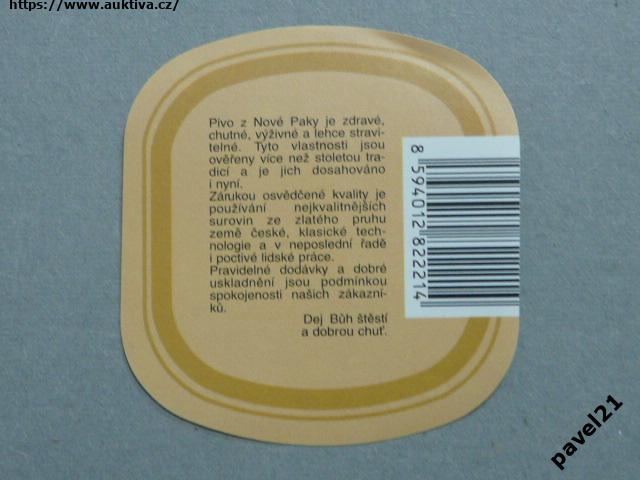 https://www.auktiva.cz/
Pivo z Nové Paky je zdravé,
chutné, výživné a lehce stravi-
telné. Tyto vlastnosti jsou
ověřeny více než stoletou tra-
dicí a je jich dosahováno
i nyní.
Zárukou osvědčené kvality je
používání nejkvalitnějších
surovin ze zlatého pruhu
země české, klasické tech-
nologie a v neposlední řadě
i poctivé lidské práce.
Pravidelné dodávky a dobré
uskladnění jsou podmínkou
spokojenosti našich zákazní-
ků.
Dej Bůh štěstí
a dobrou chuť.
8 594012 822214
pavel21